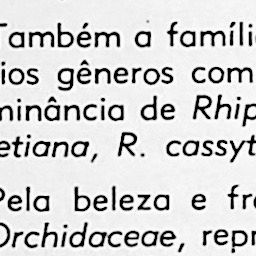 Também a famíli
ios gêneros com
minância de Rhip
etiana, R. cassyt
Pela beleza e fr
Orchidaceae, repr